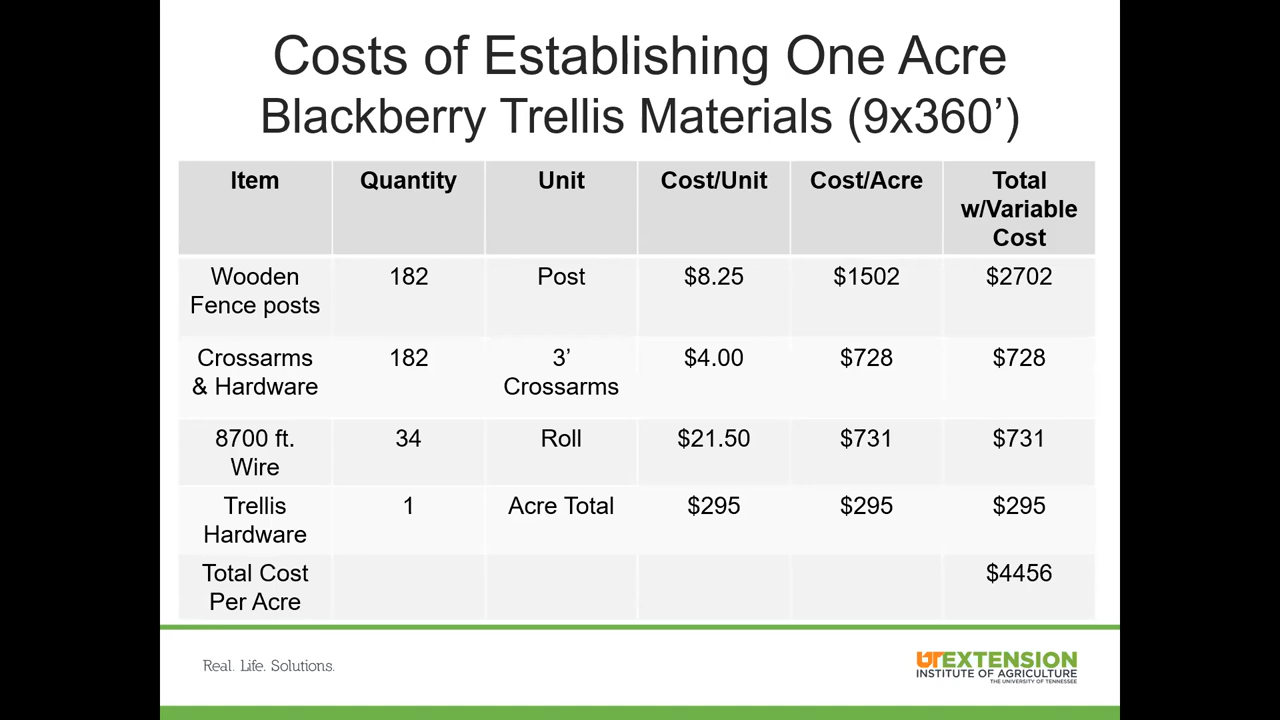 Costs of Establishing One Acre
Blackberry Trellis Materials (9x360’)
Item Quantity Unit Cost/Unit Cost/Acre Total
w/Variable
Cost
Wooden 182 Post $8.25 $1502 $2702
Fence posts
Crossarms 182 3’ $4.00 $728 $728
& Hardware Crossarms
8700 ft. 34 Roll $21.50 $731 $731
Wire
Trellis 1 Acre Total $295 $295 $295
Hardware
Total Cost $4456
Per Acre
Real. Life. Solutions.
UTEXTENSION
INSTITUTE OF AGRICULTURE
THE UNIVERSITY OF TENNESSEE